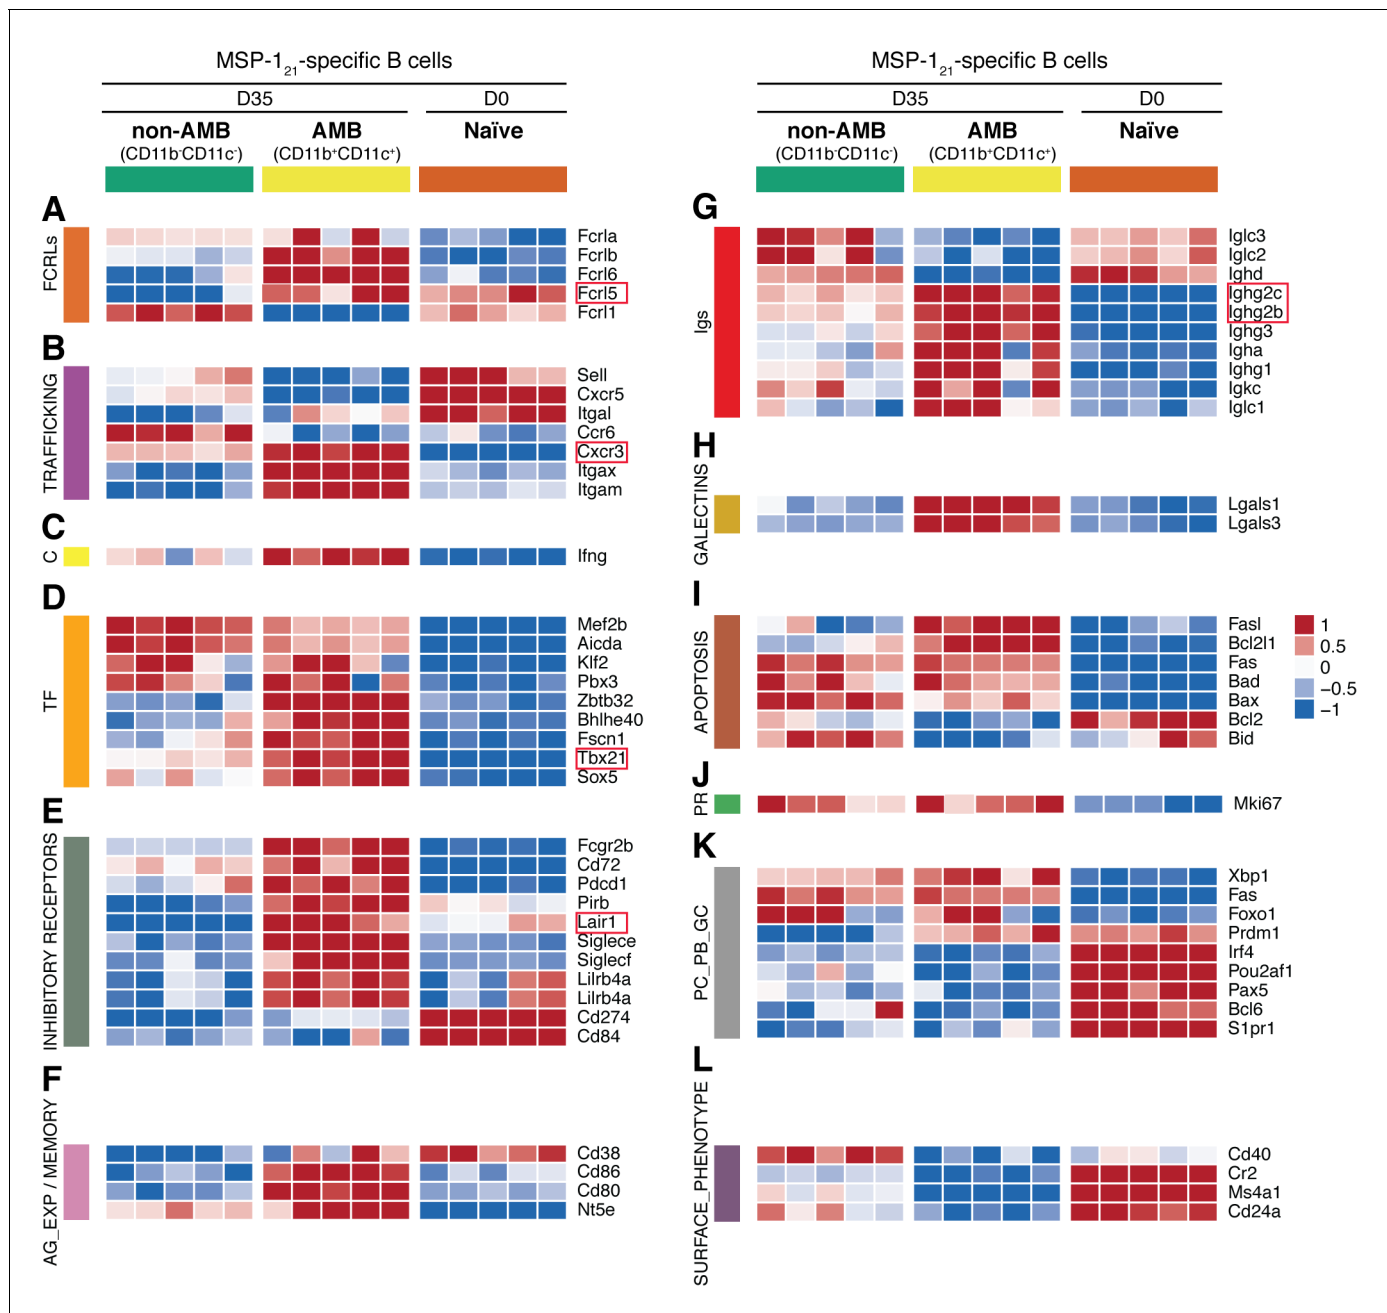 MSP-1₂₁-specific B cells
D35 D0
non-AMB AMB Naïve
(CD11b⁻CD11c⁻) (CD11b⁺CD11c⁺)
A
FCRLs
Fcrla
Fcrlb
Fcrl6
Fcrl5
Fcrl1
B
TRAFFICKING
Sell
Cxcr5
Itgal
Ccr6
Cxcr3
Itgax
Itgam
C
C
Ifng
D
TF
Mef2b
Aicda
Klf2
Pbx3
Zbtb32
Bhlhe40
Fscn1
Tbx21
Sox5
E
INHIBITORY RECEPTORS
Fcgr2b
Cd72
Pdcd1
Pirb
Lair1
Siglece
Siglecf
Lilrb4a
Lilrb4a
Cd274
Cd84
F
AG_EXP / MEMORY
Cd38
Cd86
Cd80
Nt5e
MSP-1₂₁-specific B cells
D35 D0
non-AMB AMB Naïve
(CD11b⁻CD11c⁻) (CD11b⁺CD11c⁺)
G
Igs
Iglc3
Iglc2
Ighd
Ighg2c
Ighg2b
Ighg3
Igha
Ighg1
Igkc
Iglc1
H
GALECTINS
Lgals1
Lgals3
I
APOPTOSIS
Fasl
Bcl2l1
Fas
Bad
Bax
Bcl2
Bid
1
0.5
0
−0.5
−1
J
PR
Mki67
K
PC_PB_GC
Xbp1
Fas
Foxo1
Prdm1
Irf4
Pou2af1
Pax5
Bcl6
S1pr1
L
SURFACE_PHENOTYPE
Cd40
Cr2
Ms4a1
Cd24a